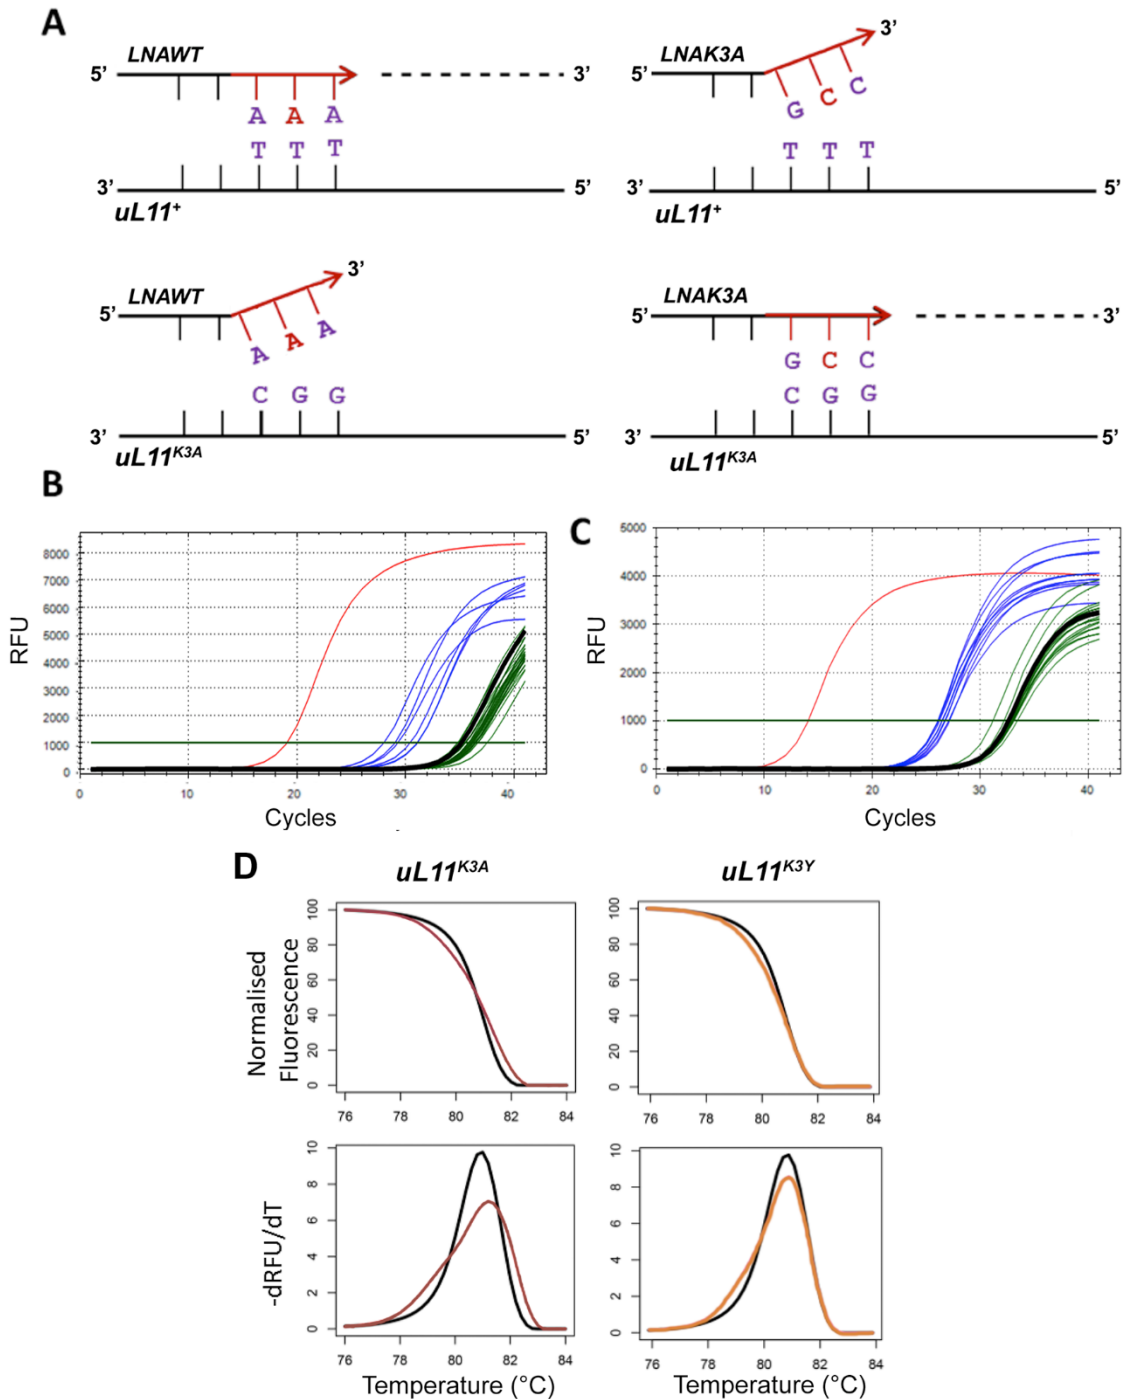 A
LNAWT
5' 3'
A A A
T T T
3' 5'
uL11+
LNAK3A
3'
5'
G C C
T T T
3' 5'
uL11+
LNAWT
3'
5'
A A A
C G G
3' 5'
uL11K3A
LNAK3A
5' 3'
G C C
C G G
3' 5'
uL11K3A
B
RFU
8000
7000
6000
5000
4000
3000
2000
1000
0
0 10 20 30 40
Cycles
C
RFU
5000
4000
3000
2000
1000
0
0 10 20 30 40
Cycles
D
uL11K3A
uL11K3Y
Normalised
Fluorescence
100
80
60
40
20
0
76 78 80 82 84
100
80
60
40
20
0
76 78 80 82 84
-dRFU/dT
10
8
6
4
2
0
76 78 80 82 84
10
8
6
4
2
0
76 78 80 82 84
Temperature (°C)
Temperature (°C)